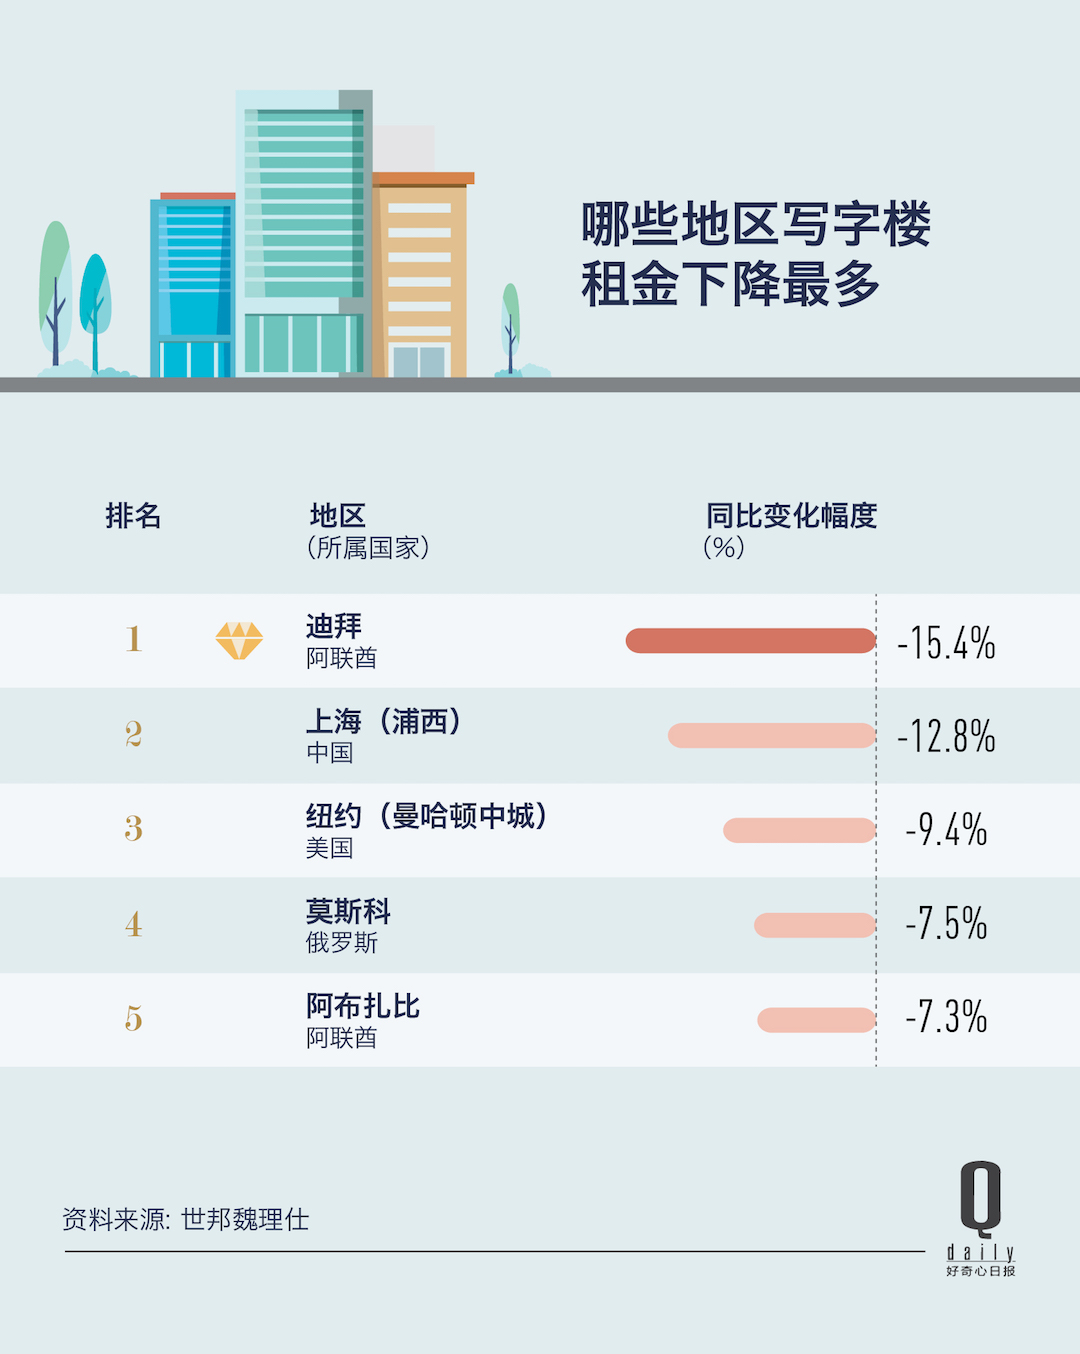 哪些地区写字楼
租金下降最多
排名 地区 同比变化幅度
（所属国家） （%）
1 迪拜 -15.4%
阿联酋
2 上海（浦西） -12.8%
中国
3 纽约（曼哈顿中城） -9.4%
美国
4 莫斯科 -7.5%
俄罗斯
5 阿布扎比 -7.3%
阿联酋
资料来源: 世邦魏理仕
Q
daily
好奇心日报